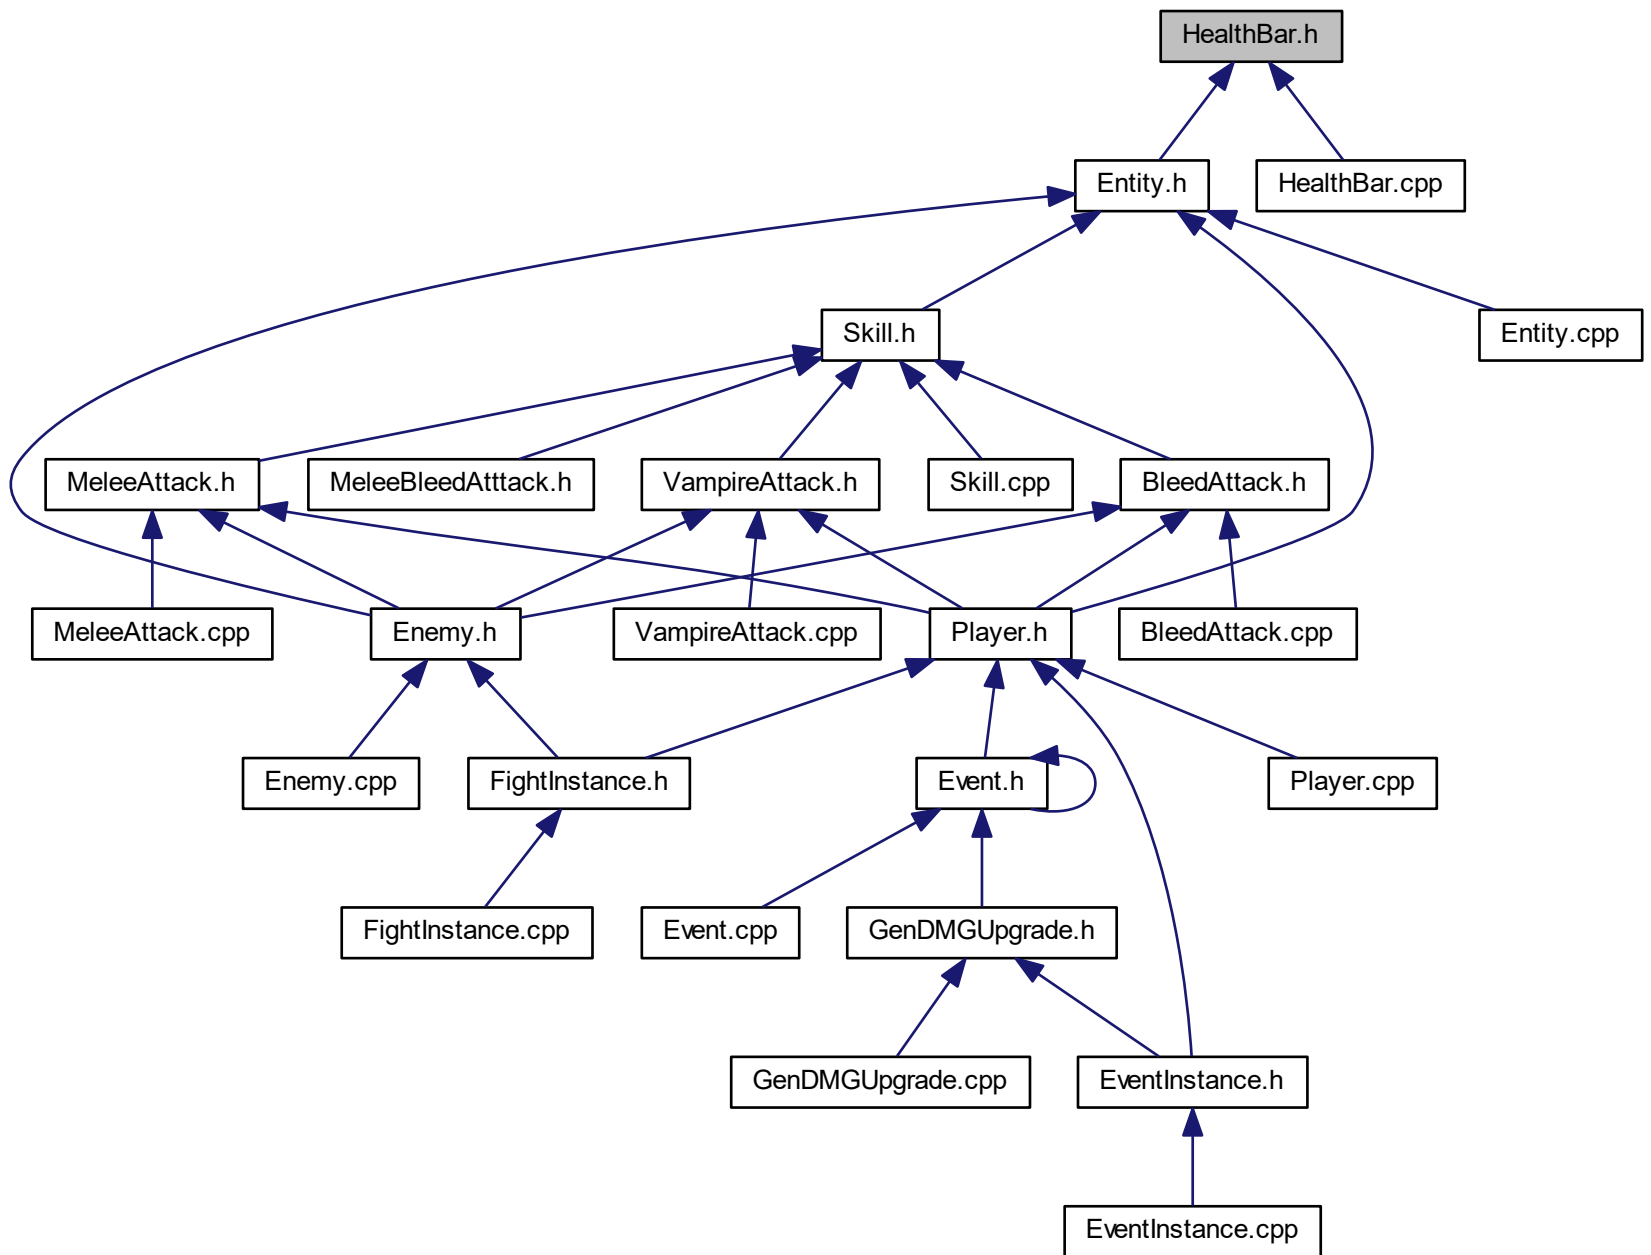 HealthBar.h
Entity.h
HealthBar.cpp
Skill.h
Entity.cpp
MeleeAttack.h
MeleeBleedAtttack.h
VampireAttack.h
Skill.cpp
BleedAttack.h
MeleeAttack.cpp
Enemy.h
VampireAttack.cpp
Player.h
BleedAttack.cpp
Enemy.cpp
FightInstance.h
Event.h
Player.cpp
FightInstance.cpp
Event.cpp
GenDMGUpgrade.h
GenDMGUpgrade.cpp
EventInstance.h
EventInstance.cpp